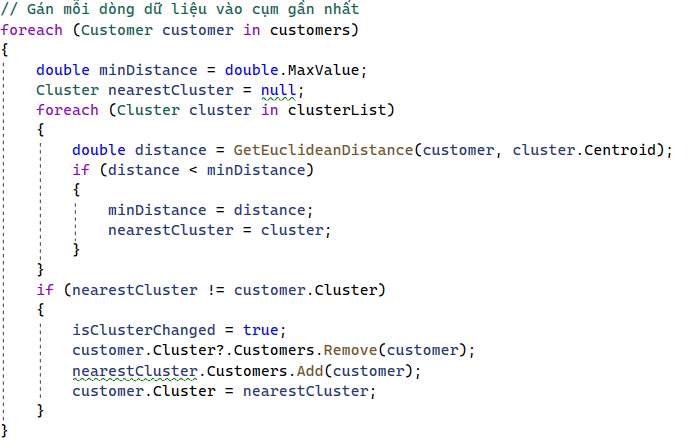 // Gán mỗi dòng dữ liệu vào cụm gần nhất
foreach (Customer customer in customers)
{
    double minDistance = double.MaxValue;
    Cluster nearestCluster = null;
    foreach (Cluster cluster in clusterList)
    {
        double distance = GetEuclideanDistance(customer, cluster.Centroid);
        if (distance < minDistance)
        {
            minDistance = distance;
            nearestCluster = cluster;
        }
    }
    if (nearestCluster != customer.Cluster)
    {
        isClusterChanged = true;
        customer.Cluster?.Customers.Remove(customer);
        nearestCluster.Customers.Add(customer);
        customer.Cluster = nearestCluster;
    }
}